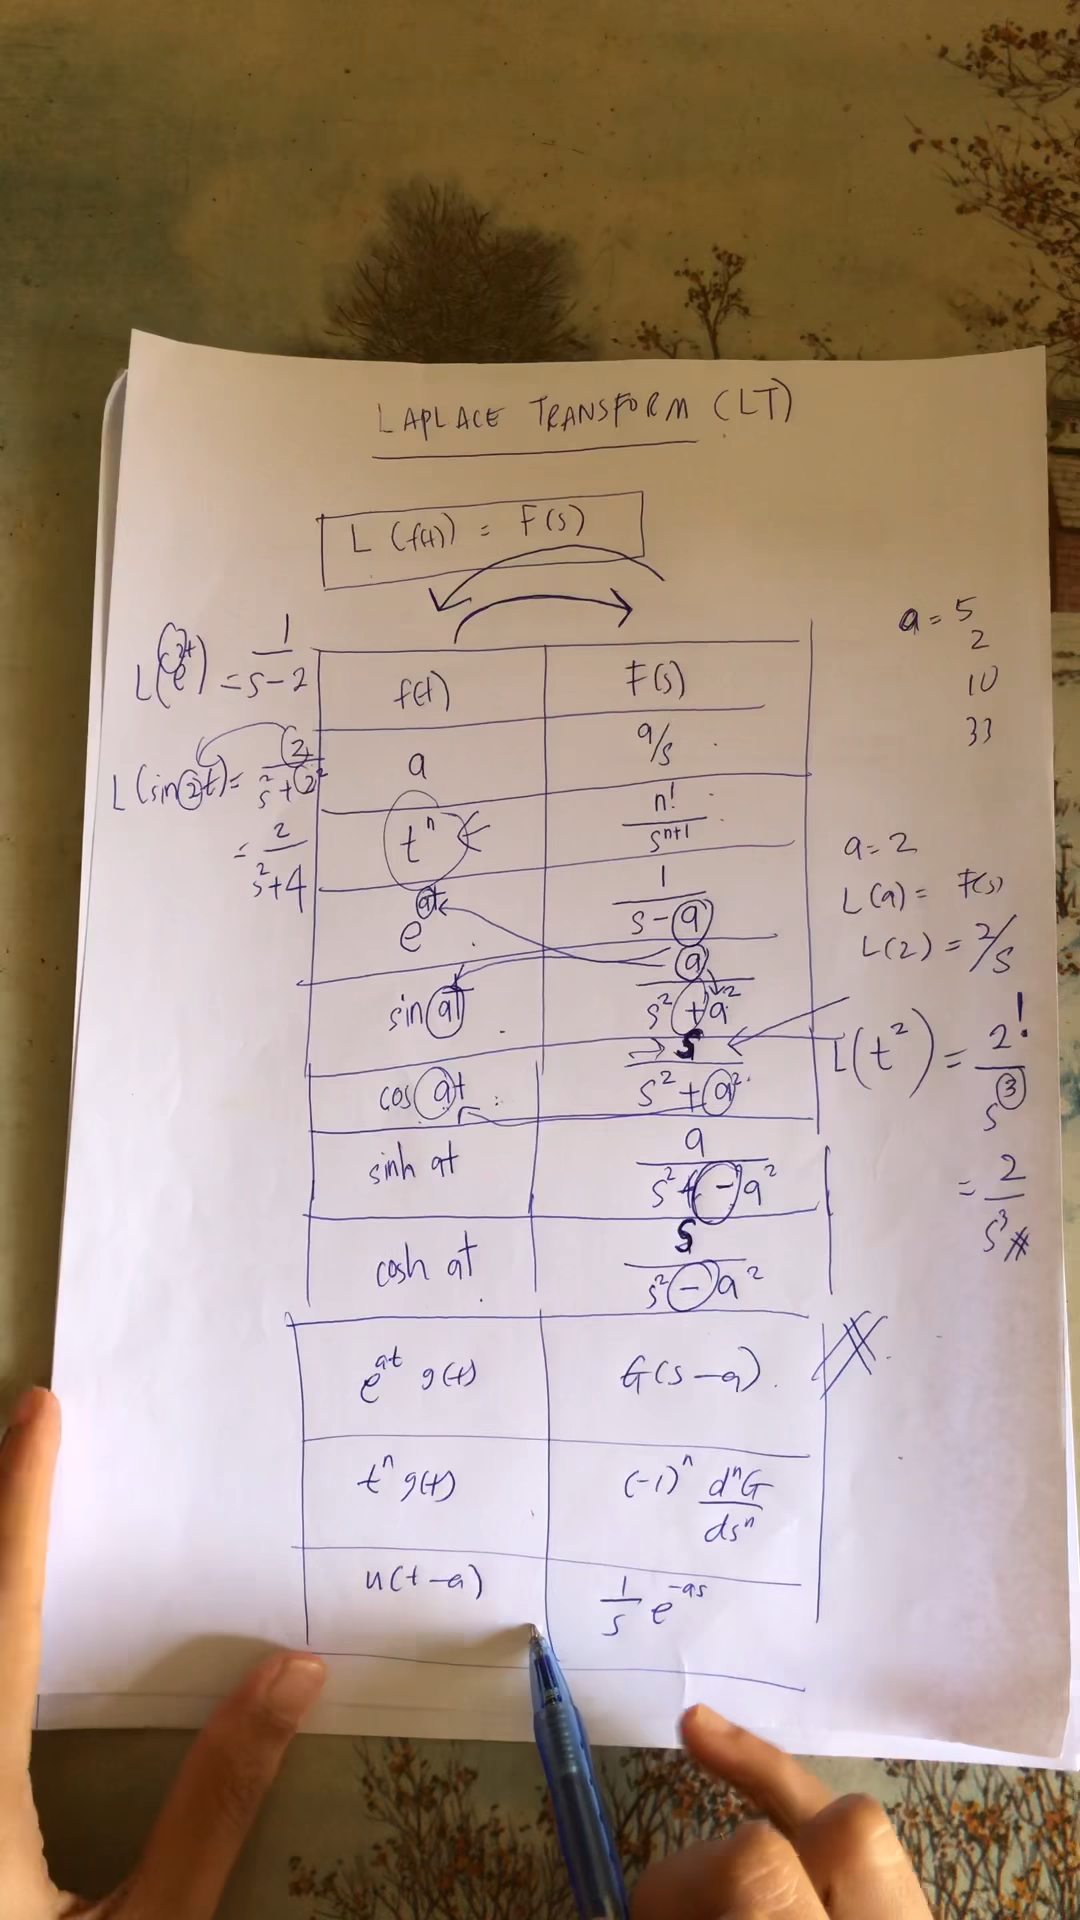 LAPLACE TRANSFORM (LT)
L (f(t)) = F(s)
f(t) F(s)
a a/s
t^n n!/s^(n+1)
e^(at) 1/(s-a)
sin at a/(s^2+a^2)
cos at s/(s^2+a^2)
sinh at a/(s^2-a^2)
cosh at s/(s^2-a^2)
e^(at) g(t) G(s-a).
t^n g(t) (-1)^n d^nG/ds^n
u(t-a) 1/s e^(-as)
L(e^(2t)) = 1/(s-2)
L(sin2t) = 2/(s^2+2^2)
= 2/(s^2+4)
a = 5
2
10
33
a = 2
L(a) = F(s)
L(2) = 2/s
L(t^2) = 2!/s^3
= 2/s^3